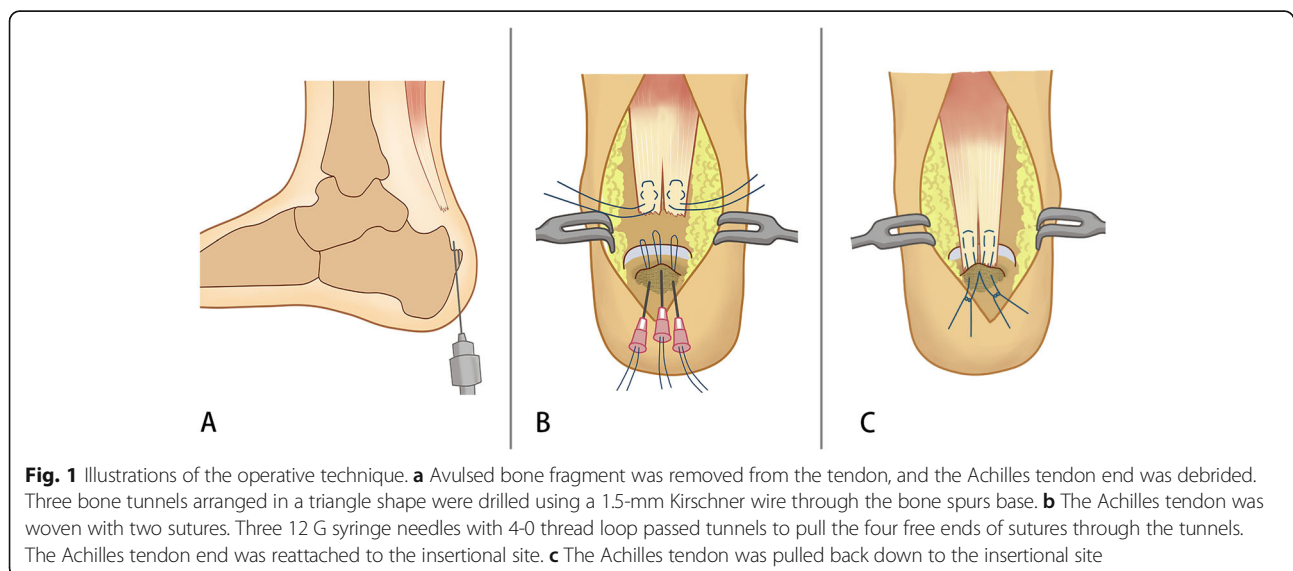 A
B
C
Fig. 1 Illustrations of the operative technique. a Avulsed bone fragment was removed from the tendon, and the Achilles tendon end was debrided.
Three bone tunnels arranged in a triangle shape were drilled using a 1.5-mm Kirschner wire through the bone spurs base. b The Achilles tendon was
woven with two sutures. Three 12 G syringe needles with 4-0 thread loop passed tunnels to pull the four free ends of sutures through the tunnels.
The Achilles tendon end was reattached to the insertional site. c The Achilles tendon was pulled back down to the insertional site